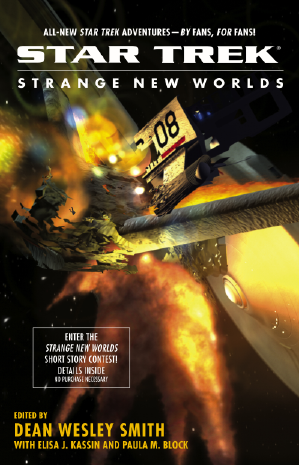 ALL-NEW STAR TREK ADVENTURES—BY FANS, FOR FANS!
STAR TREK®
STRANGE NEW WORLDS
08
ENTER THE
STRANGE NEW WORLDS
SHORT STORY CONTEST!
DETAILS INSIDE
NO PURCHASE NECESSARY
EDITED BY
DEAN WESLEY SMITH
WITH ELISA J. KASSIN AND PAULA M. BLOCK